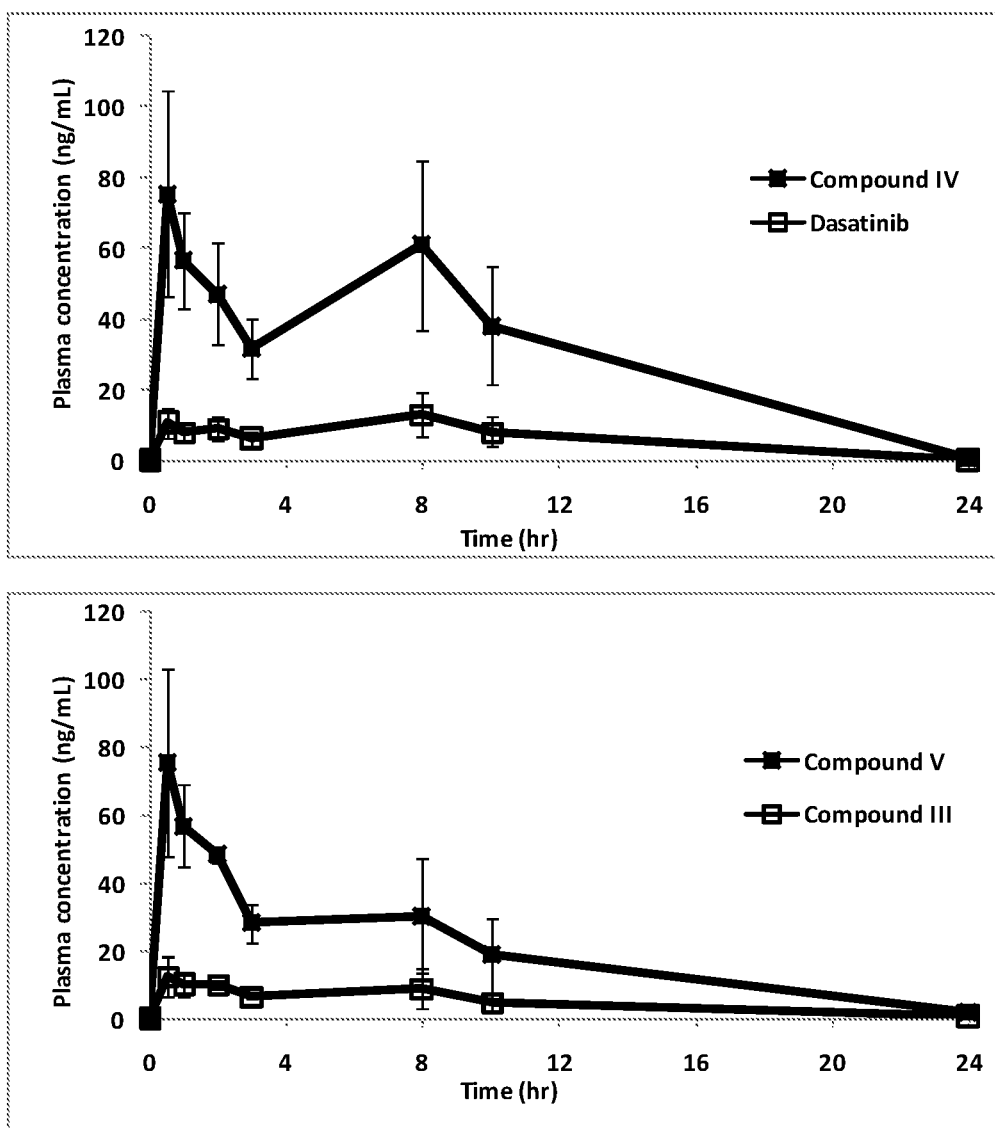 120
100
80
60
40
20
0
Plasma concentration (ng/mL)
Compound IV
Dasatinib
0 4 8 12 16 20 24
Time (hr)
120
100
80
60
40
20
0
Plasma concentration (ng/mL)
Compound V
Compound III
0 4 8 12 16 20 24
Time (hr)